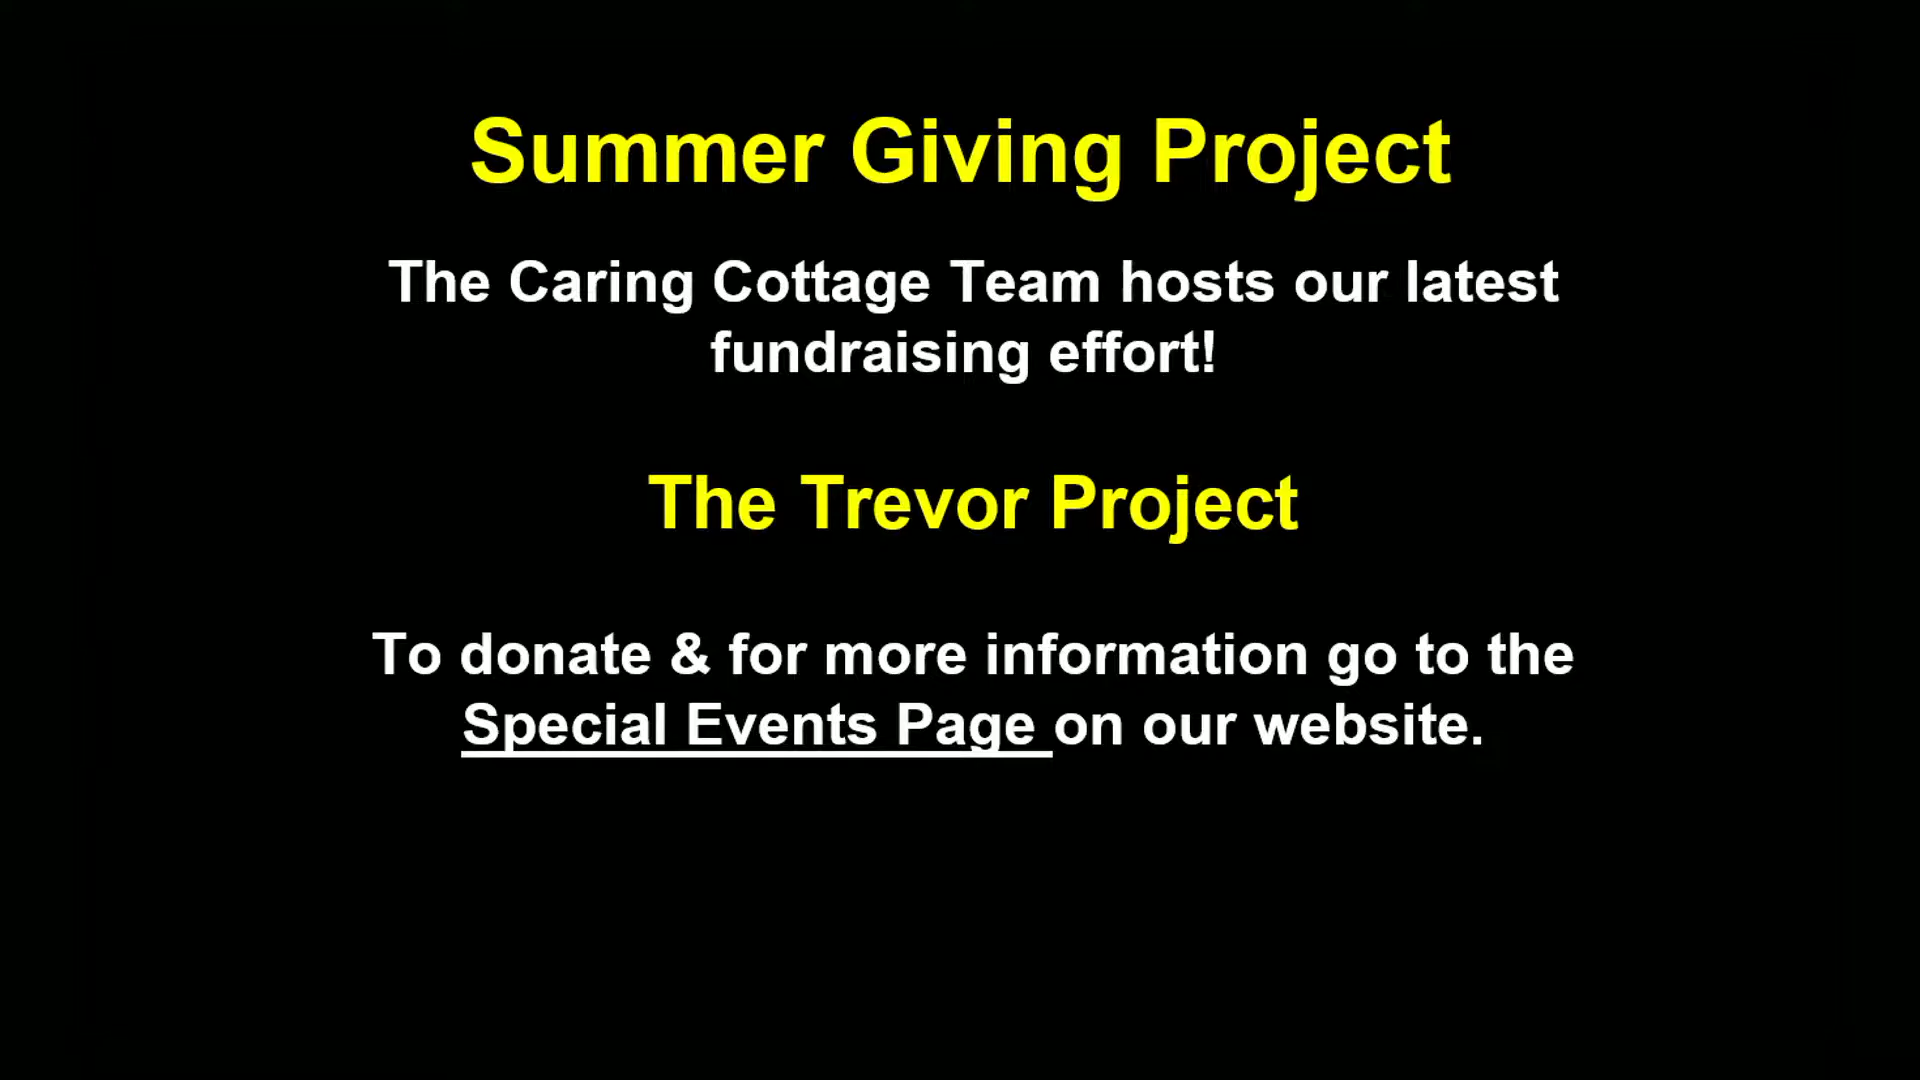 Summer Giving Project
The Caring Cottage Team hosts our latest
fundraising effort!
The Trevor Project
To donate & for more information go to the
Special Events Page on our website.